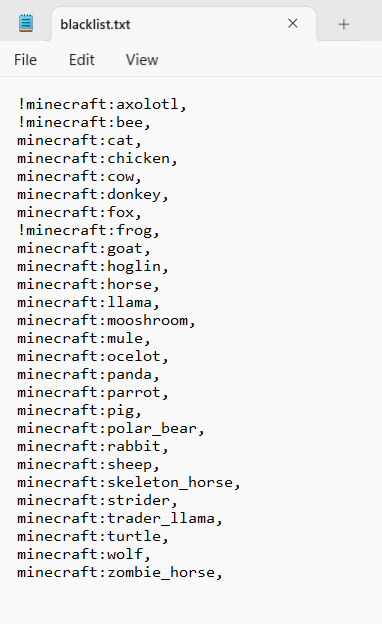 blacklist.txt
File Edit View
!minecraft:axolotl,
!minecraft:bee,
minecraft:cat,
minecraft:chicken,
minecraft:cow,
minecraft:donkey,
minecraft:fox,
!minecraft:frog,
minecraft:goat,
minecraft:hoglin,
minecraft:horse,
minecraft:llama,
minecraft:mooshroom,
minecraft:mule,
minecraft:ocelot,
minecraft:panda,
minecraft:parrot,
minecraft:pig,
minecraft:polar_bear,
minecraft:rabbit,
minecraft:sheep,
minecraft:skeleton_horse,
minecraft:strider,
minecraft:trader_llama,
minecraft:turtle,
minecraft:wolf,
minecraft:zombie_horse,